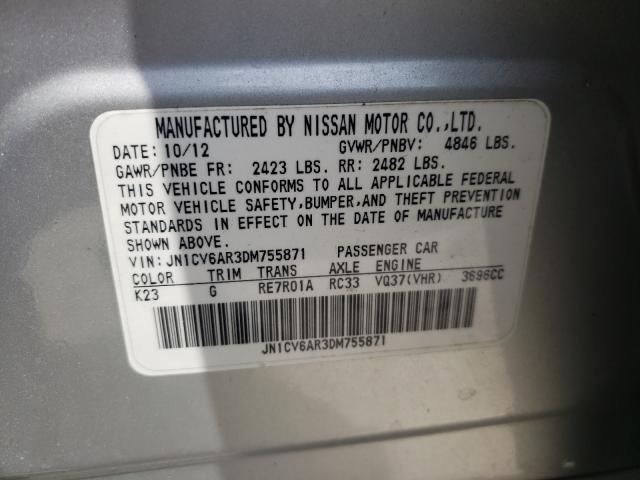 MANUFACTURED BY NISSAN MOTOR CO.,LTD.
DATE: 10/12 GVWR/PNBV: 4846 LBS.
GAWR/PNBE FR: 2423 LBS. RR: 2482 LBS.
THIS VEHICLE CONFORMS TO ALL APPLICABLE FEDERAL
MOTOR VEHICLE SAFETY,BUMPER,AND THEFT PREVENTION
STANDARDS IN EFFECT ON THE DATE OF MANUFACTURE
SHOWN ABOVE.
VIN: JN1CV6AR3DM755871 PASSENGER CAR
COLOR TRIM TRANS AXLE ENGINE
K23 G RE7R01A RC33 VQ37(VHR) 3696CC
JN1CV6AR3DM755871